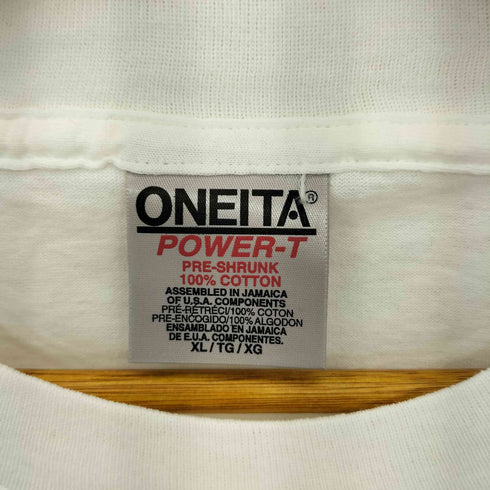 ONEITA®
POWER-T
PRE-SHRUNK
100% COTTON
ASSEMBLED IN JAMAICA
OF U.S.A. COMPONENTS
PRÉ-RÉTRÉCI/100% COTON
PRE-ENCOGIDO/100% ALGODON
ENSAMBLADO EN JAMAICA
DE E.U.A. COMPONENTES.
XL / TG / XG